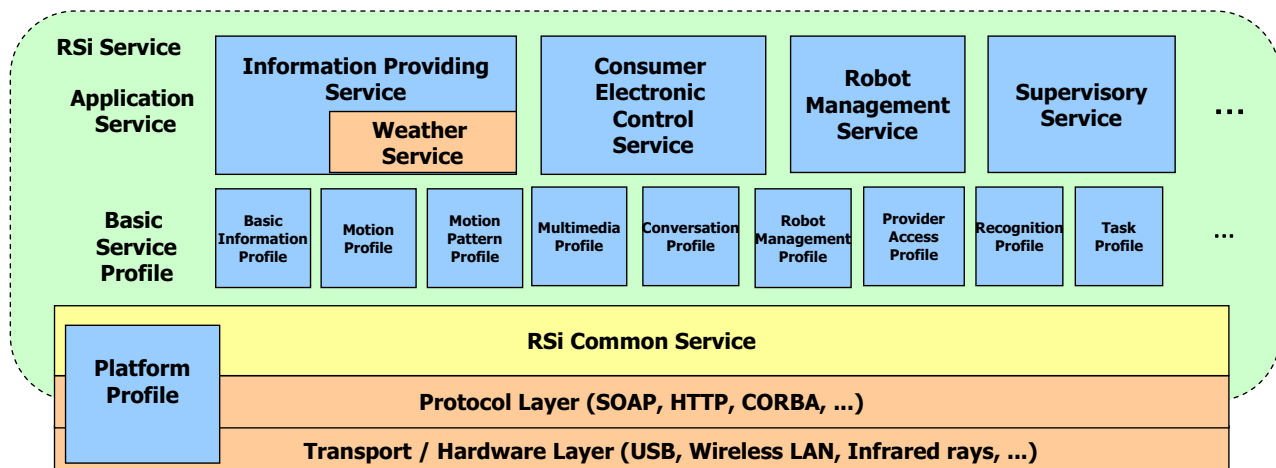 RSi Service
Application
Service
Information Providing
Service
Weather
Service
Consumer
Electronic
Control
Service
Robot
Management
Service
Supervisory
Service
...
Basic
Service
Profile
Basic
Information
Profile
Motion
Profile
Motion
Pattern
Profile
Multimedia
Profile
Conversation
Profile
Robot
Management
Profile
Provider
Access
Profile
Recognition
Profile
Task
Profile
...
RSi Common Service
Platform
Profile
Protocol Layer (SOAP, HTTP, CORBA, ...)
Transport / Hardware Layer (USB, Wireless LAN, Infrared rays, ...)